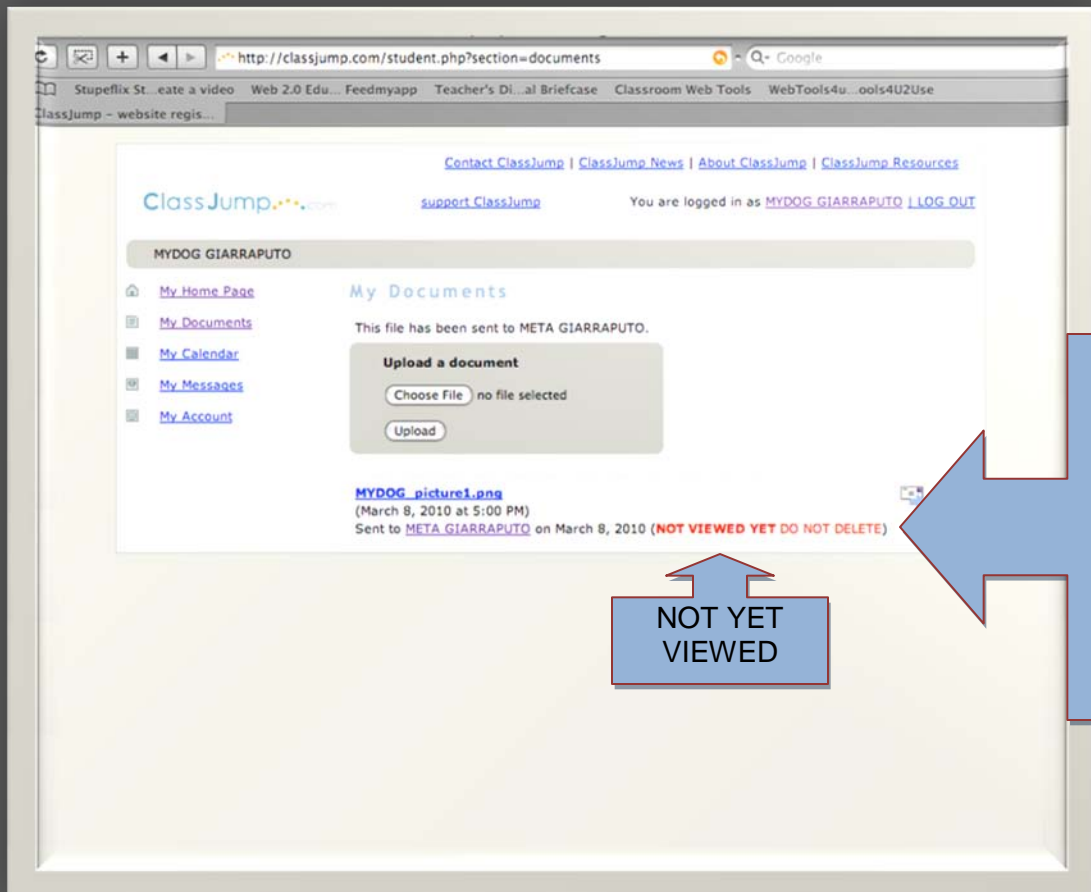 http://classjump.com/student.php?section=documents
Google
Stupeflix St...eate a video Web 2.0 Edu... Feedmyapp Teacher's Di...al Briefcase Classroom Web Tools WebTools4u...ools4U2Use
ClassJump – website regis...
Contact ClassJump | ClassJump News | About ClassJump | ClassJump Resources
ClassJump.com support ClassJump You are logged in as MYDOG GIARRAPUTO | LOG OUT
MYDOG GIARRAPUTO
My Home Page
My Documents
My Calendar
My Messages
My Account
My Documents
This file has been sent to META GIARRAPUTO.
Upload a document
Choose File no file selected
Upload
MYDOG_picture1.png
(March 8, 2010 at 5:00 PM)
Sent to META GIARRAPUTO on March 8, 2010 (NOT VIEWED YET DO NOT DELETE)
NOT YET
VIEWED